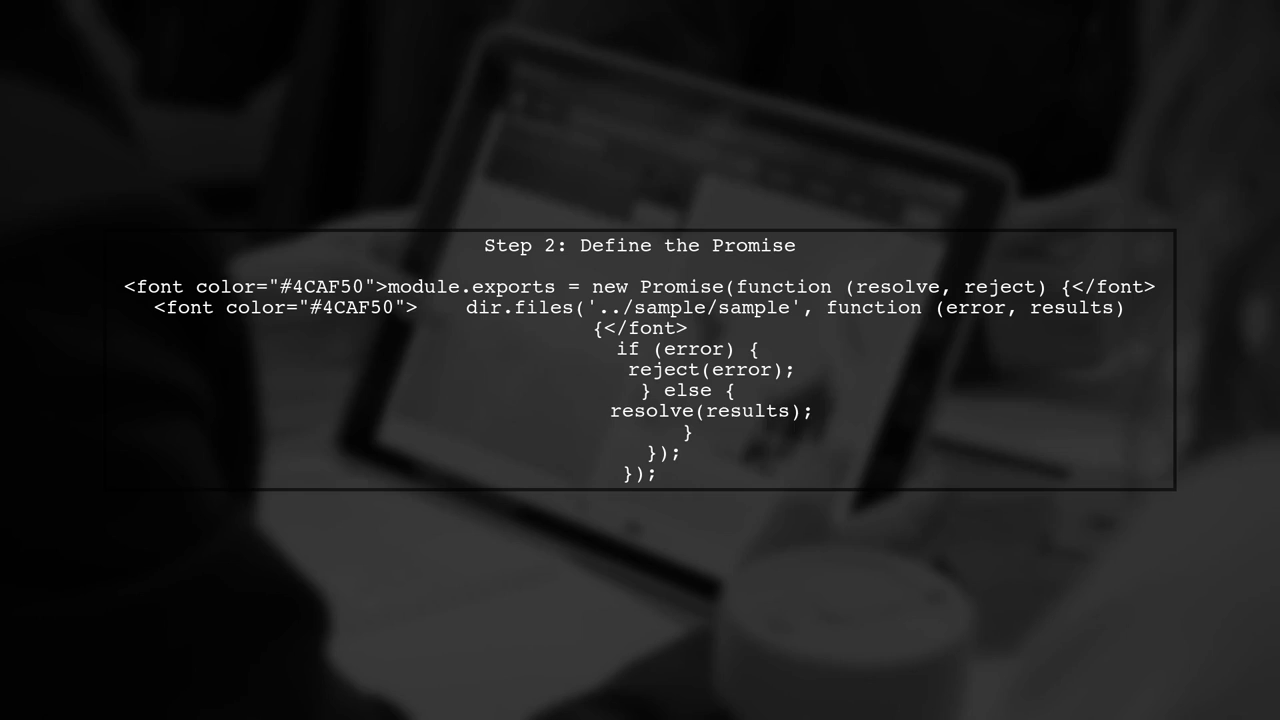 Step 2: Define the Promise
<font color="#4CAF50">module.exports = new Promise(function (resolve, reject) {</font>
<font color="#4CAF50">    dir.files('../sample/sample', function (error, results)
{</font>
if (error) {
reject(error);
} else {
resolve(results);
}
});
});